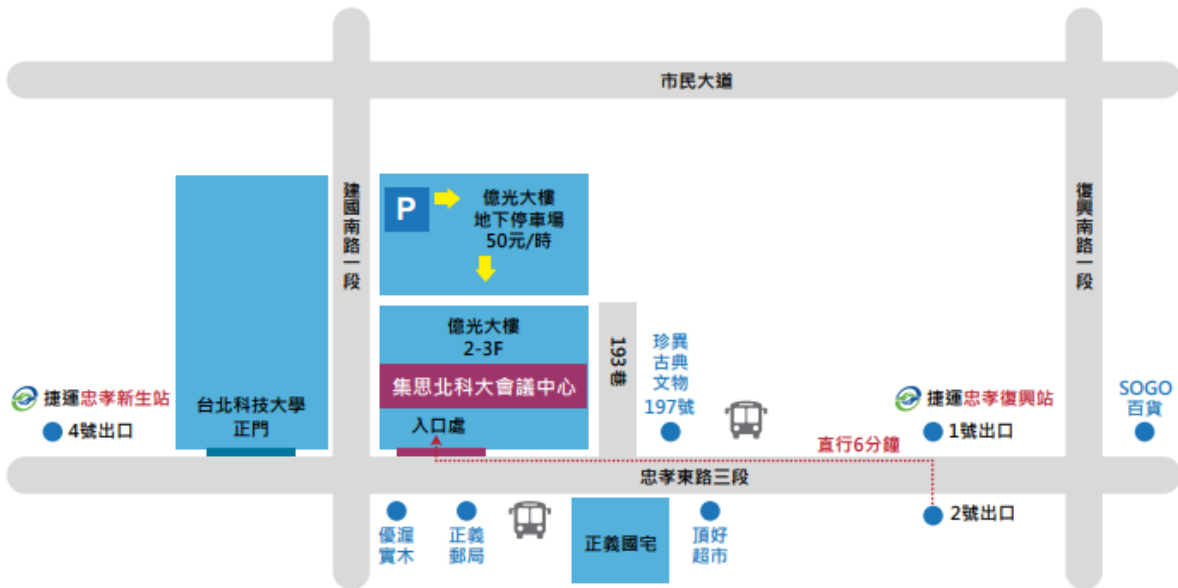 市民大道
建國南路一段
復興南路一段
P
億光大樓
地下停車場
50元/時
億光大樓
2-3F
集思北科大會議中心
入口處
193巷
珍異
古典
文物
197號
捷運忠孝新生站
4號出口
台北科技大學
正門
捷運忠孝復興站
1號出口
SOGO
百貨
直行6分鐘
忠孝東路三段
2號出口
優渥
實木
正義
郵局
正義國宅
頂好
超市